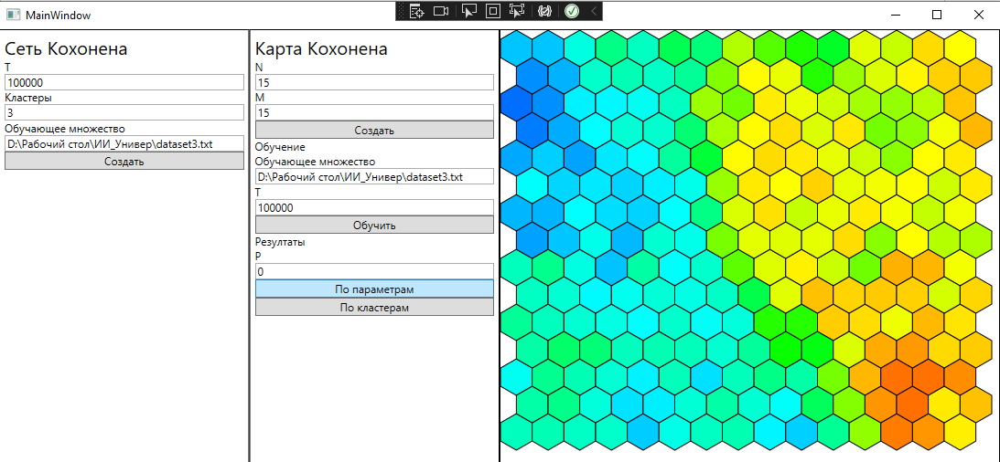 MainWindow
Сеть Кохонена
T
100000
Кластеры
3
Обучающее множество
D:\Рабочий стол\ИИ_Универ\dataset3.txt
Создать
Карта Кохонена
N
15
M
15
Создать
Обучение
Обучающее множество
D:\Рабочий стол\ИИ_Универ\dataset3.txt
T
100000
Обучить
Резултаты
P
0
По параметрам
По кластерам